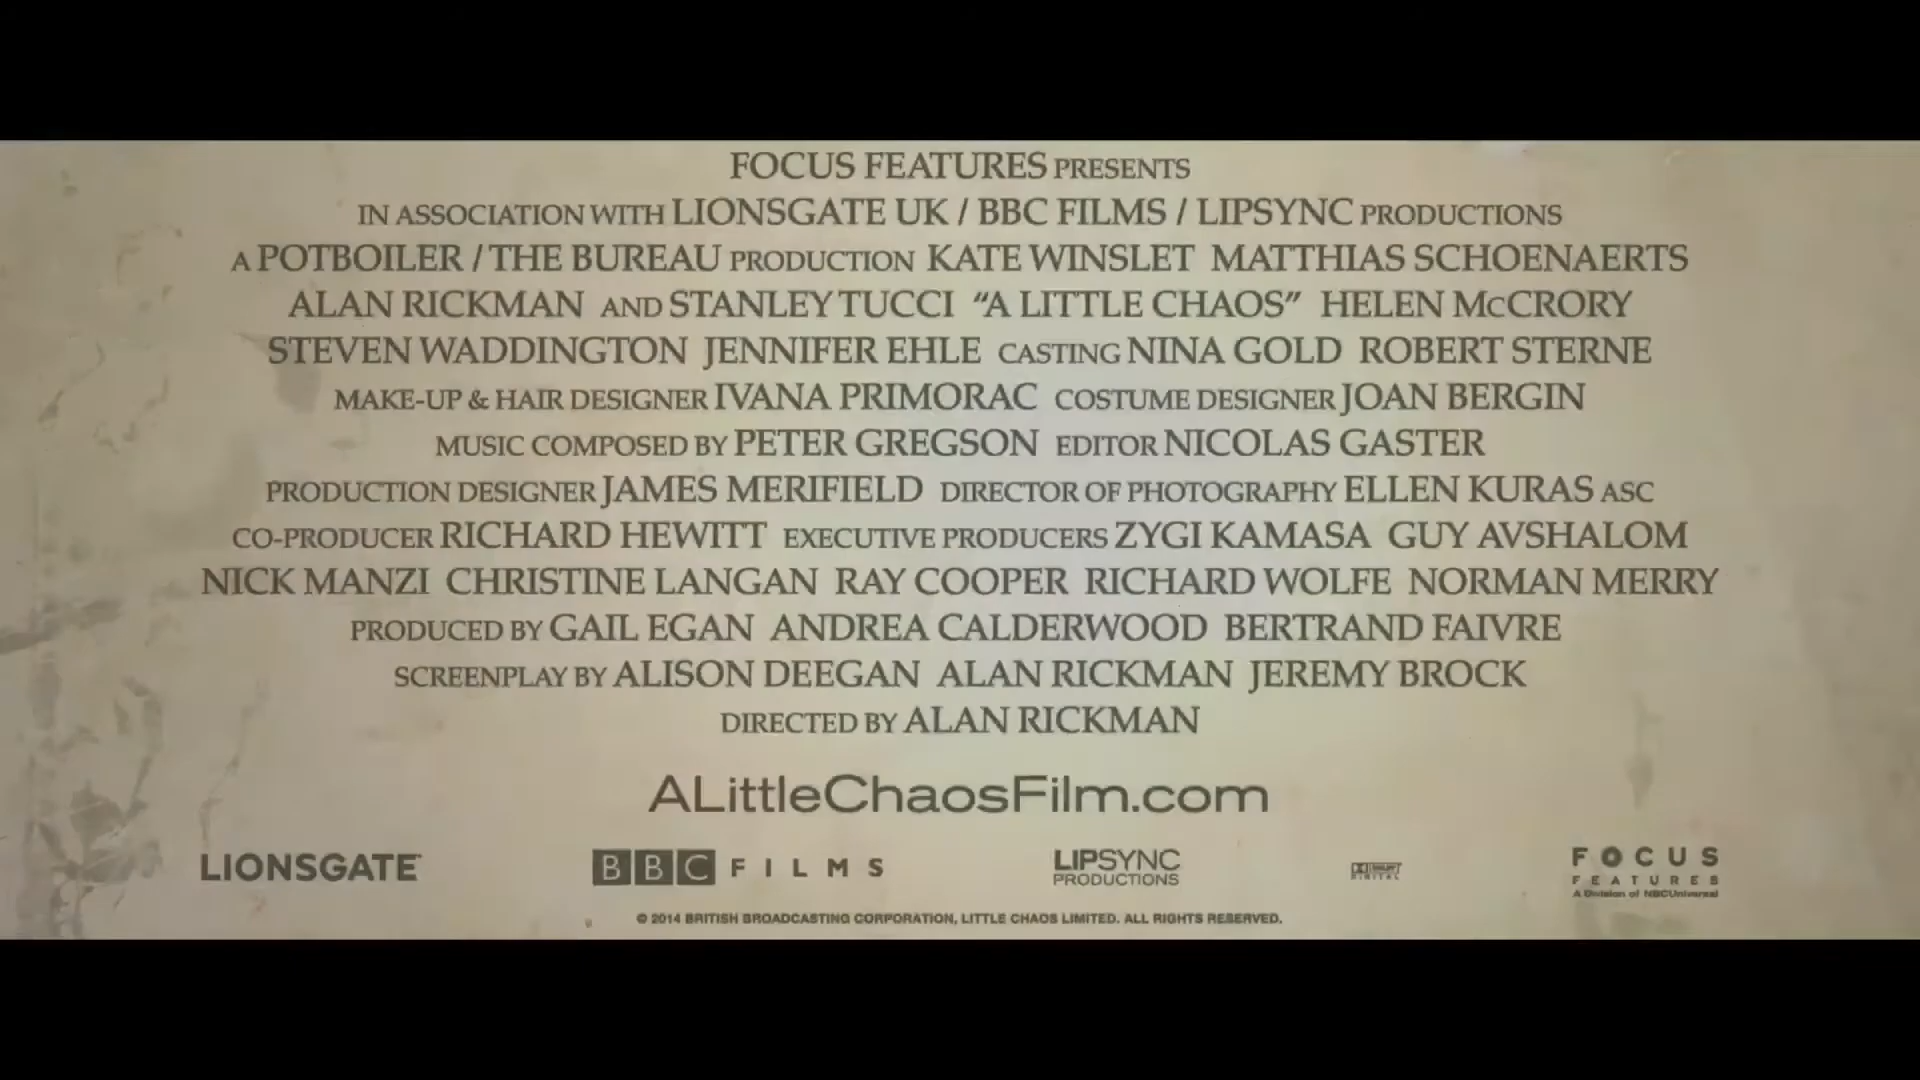 FOCUS FEATURES PRESENTS
IN ASSOCIATION WITH LIONSGATE UK / BBC FILMS / LIPSYNC PRODUCTIONS
A POTBOILER / THE BUREAU PRODUCTION KATE WINSLET MATTHIAS SCHOENAERTS
ALAN RICKMAN AND STANLEY TUCCI “A LITTLE CHAOS” HELEN McCRORY
STEVEN WADDINGTON JENNIFER EHLE CASTING NINA GOLD ROBERT STERNE
MAKE-UP & HAIR DESIGNER IVANA PRIMORAC COSTUME DESIGNER JOAN BERGIN
MUSIC COMPOSED BY PETER GREGSON EDITOR NICOLAS GASTER
PRODUCTION DESIGNER JAMES MERIFIELD DIRECTOR OF PHOTOGRAPHY ELLEN KURAS ASC
CO-PRODUCER RICHARD HEWITT EXECUTIVE PRODUCERS ZYGI KAMASA GUY AVSHALOM
NICK MANZI CHRISTINE LANGAN RAY COOPER RICHARD WOLFE NORMAN MERRY
PRODUCED BY GAIL EGAN ANDREA CALDERWOOD BERTRAND FAIVRE
SCREENPLAY BY ALISON DEEGAN ALAN RICKMAN JEREMY BROCK
DIRECTED BY ALAN RICKMAN
ALittleChaosFilm.com
LIONSGATE
BBC FILMS
LIPSYNC
PRODUCTIONS
DOLBY
DIGITAL
FOCUS
FEATURES
A Division of NBCUniversal
© 2014 BRITISH BROADCASTING CORPORATION, LITTLE CHAOS LIMITED. ALL RIGHTS RESERVED.